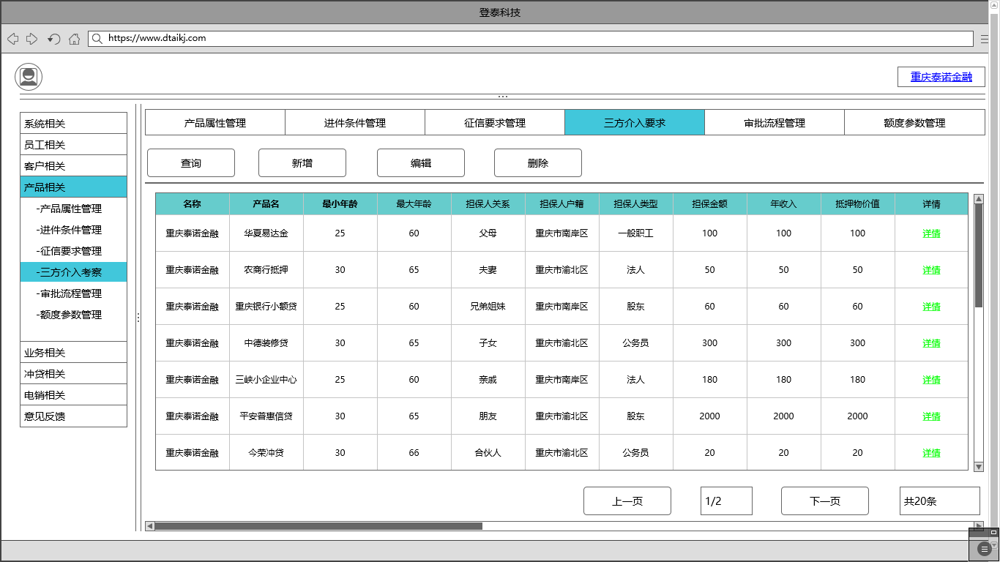 登泰科技
https://www.dtaikj.com
重庆泰诺金融
系统相关
员工相关
客户相关
产品相关
-产品属性管理
-进件条件管理
-征信要求管理
-三方介入考察
-审批流程管理
-额度参数管理
业务相关
冲贷相关
电销相关
意见反馈
产品属性管理 进件条件管理 征信要求管理 三方介入要求 审批流程管理 额度参数管理
查询 新增 编辑 删除
名称 产品名 最小年龄 最大年龄 担保人关系 担保人户籍 担保人类型 担保金额 年收入 抵押物价值 详情
重庆泰诺金融 华夏易达金 25 60 父母 重庆市南岸区 一般职工 100 100 100 详情
重庆泰诺金融 农商行抵押 30 65 夫妻 重庆市渝北区 法人 50 50 50 详情
重庆泰诺金融 重庆银行小额贷 25 60 兄弟姐妹 重庆市南岸区 股东 60 60 60 详情
重庆泰诺金融 中德装修贷 30 65 子女 重庆市渝北区 公务员 300 300 300 详情
重庆泰诺金融 三峡小企业中心 25 60 亲戚 重庆市南岸区 法人 180 180 180 详情
重庆泰诺金融 平安普惠信贷 30 65 朋友 重庆市渝北区 股东 2000 2000 2000 详情
重庆泰诺金融 今荣冲贷 30 66 合伙人 重庆市渝北区 公务员 20 20 20 详情
上一页 1/2 下一页 共20条